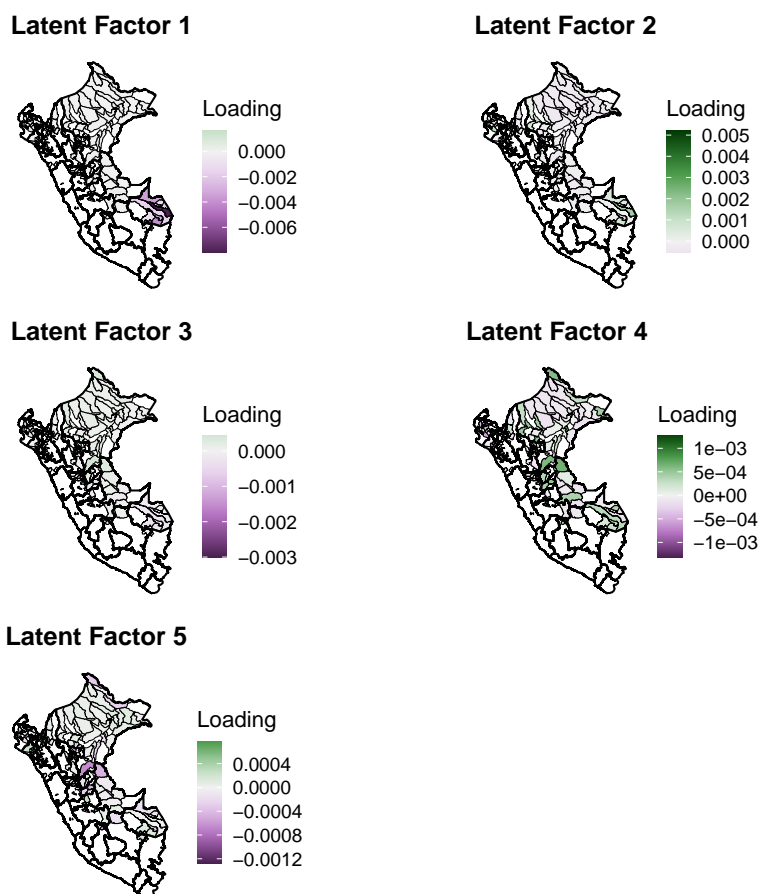 Latent Factor 1
Loading
0.000
−0.002
−0.004
−0.006
Latent Factor 2
Loading
0.005
0.004
0.003
0.002
0.001
0.000
Latent Factor 3
Loading
0.000
−0.001
−0.002
−0.003
Latent Factor 4
Loading
1e−03
5e−04
0e+00
−5e−04
−1e−03
Latent Factor 5
Loading
0.0004
0.0000
−0.0004
−0.0008
−0.0012